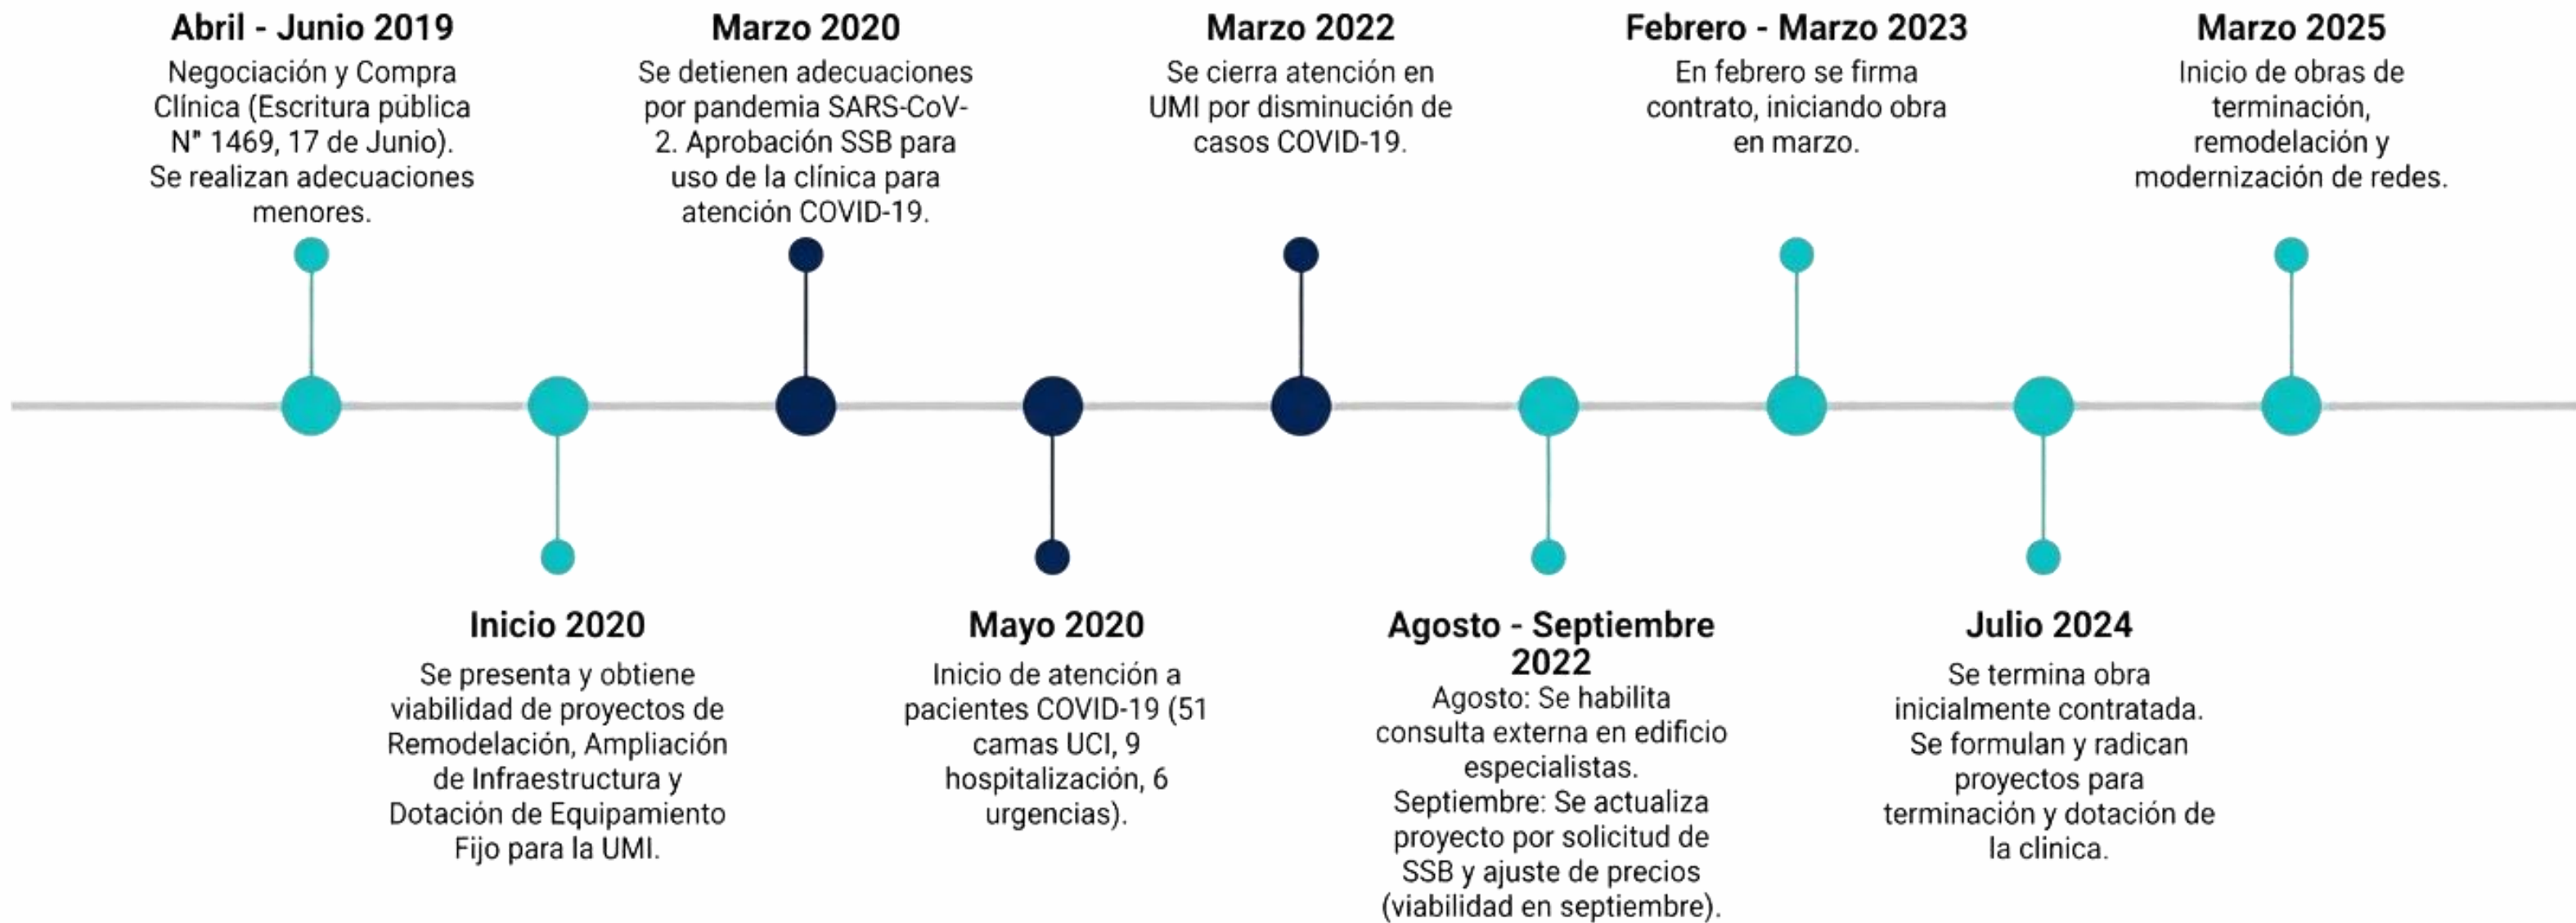 Abril - Junio 2019
Negociación y Compra
Clínica (Escritura pública
N° 1469, 17 de Junio).
Se realizan adecuaciones
menores.
Inicio 2020
Se presenta y obtiene
viabilidad de proyectos de
Remodelación, Ampliación
de Infraestructura y
Dotación de Equipamiento
Fijo para la UMI.
Marzo 2020
Se detienen adecuaciones
por pandemia SARS-CoV-
2. Aprobación SSB para
uso de la clínica para
atención COVID-19.
Mayo 2020
Inicio de atención a
pacientes COVID-19 (51
camas UCI, 9
hospitalización, 6
urgencias).
Marzo 2022
Se cierra atención en
UMI por disminución de
casos COVID-19.
Agosto - Septiembre
2022
Agosto: Se habilita
consulta externa en edificio
especialistas.
Septiembre: Se actualiza
proyecto por solicitud de
SSB y ajuste de precios
(viabilidad en septiembre).
Febrero - Marzo 2023
En febrero se firma
contrato, iniciando obra
en marzo.
Julio 2024
Se termina obra
inicialmente contratada.
Se formulan y radican
proyectos para
terminación y dotación de
la clinica.
Marzo 2025
Inicio de obras de
terminación,
remodelación y
modernización de redes.